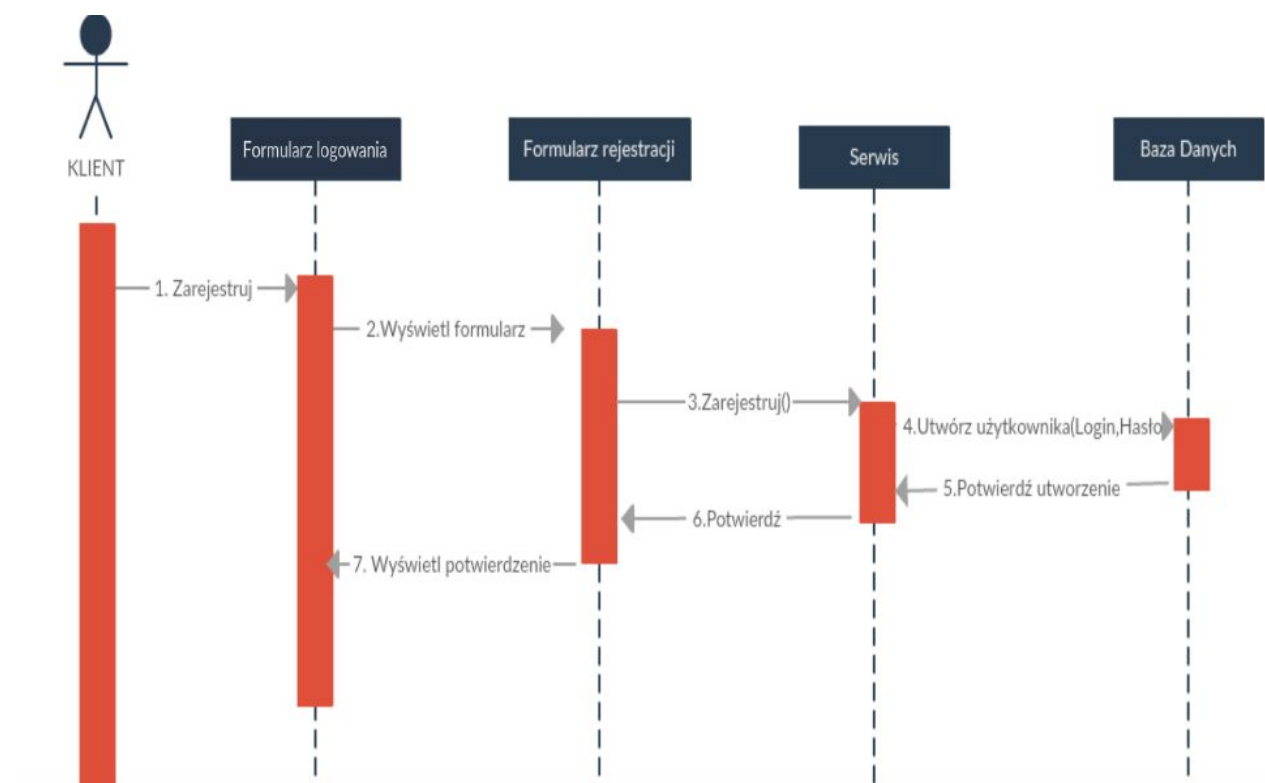 KLIENT
Formularz logowania
Formularz rejestracji
Serwis
Baza Danych
1. Zarejestruj
2.Wyświetl formularz
3.Zarejestruj()
4.Utwórz użytkownika(Login,Hasło
5.Potwierdź utworzenie
6.Potwierdź
7. Wyświetl potwierdzenie